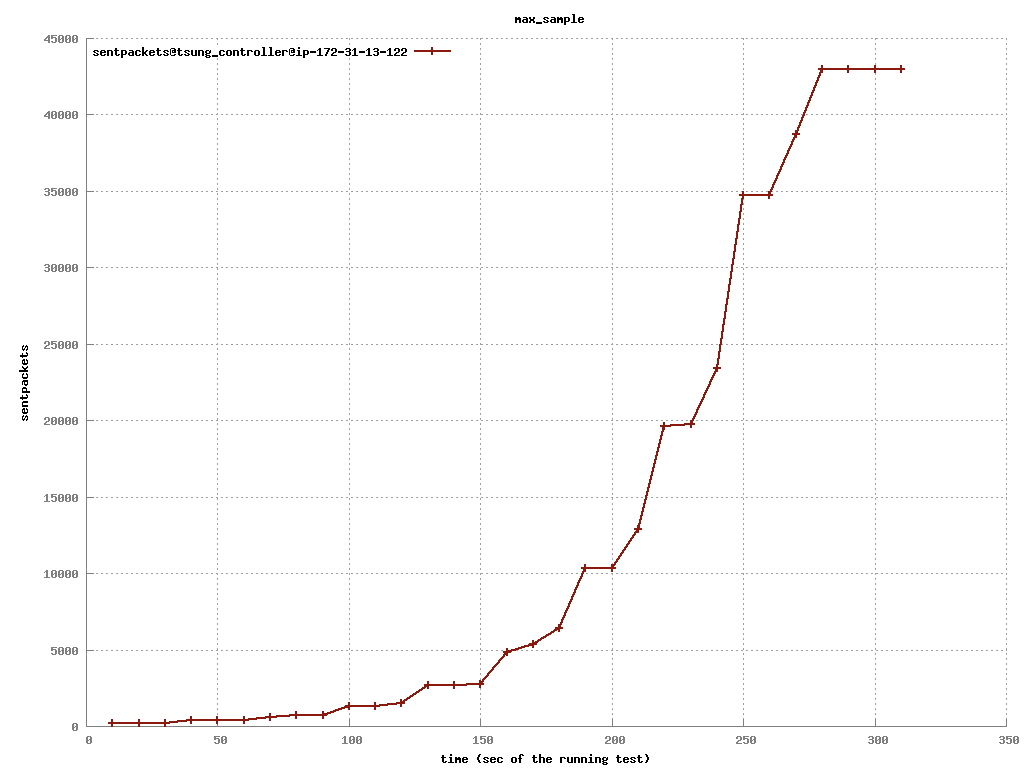 max_sample
sentpackets@tsung_controller@ip-172-31-13-122
45000
40000
35000
30000
25000
20000
15000
10000
5000
0
sentpackets
0 50 100 150 200 250 300 350
time (sec of the running test)